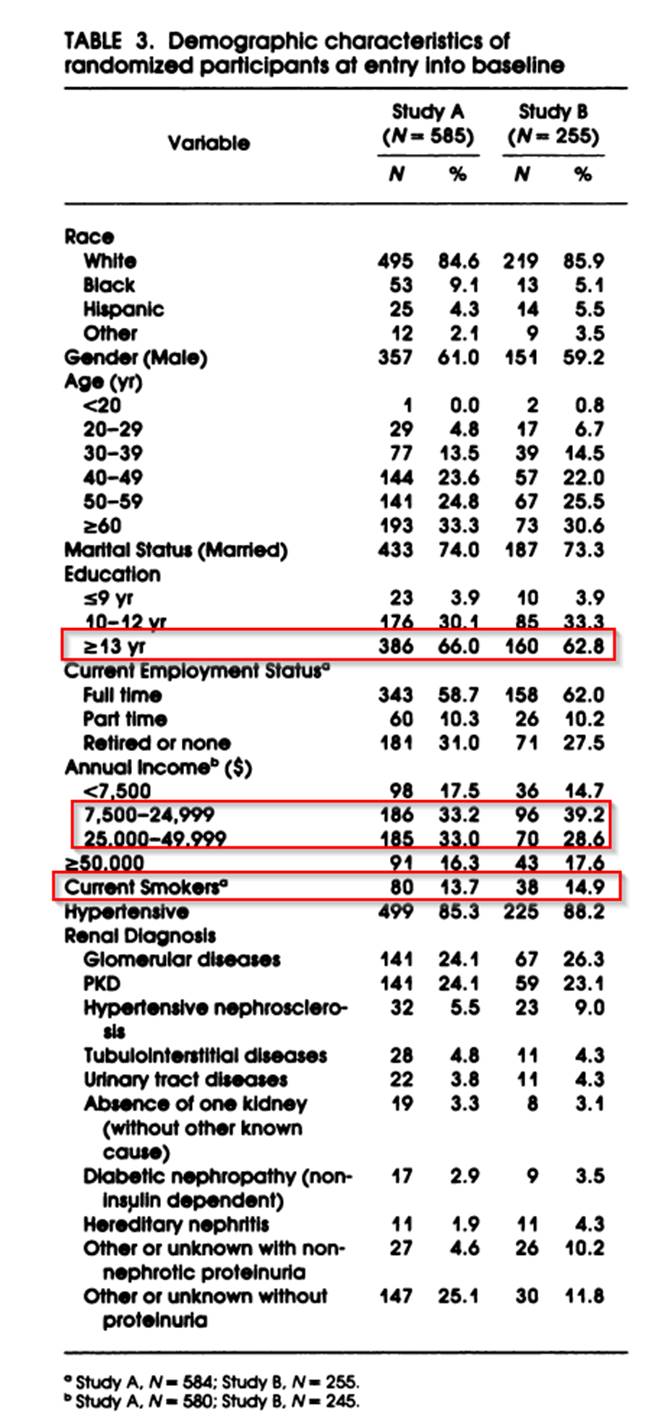 TABLE 3. Demographic characteristics of
randomized participants at entry into baseline
Study A Study B
(N = 585) (N = 255)
Variable
N % N %
Race
White 495 84.6 219 85.9
Black 53 9.1 13 5.1
Hispanic 25 4.3 14 5.5
Other 12 2.1 9 3.5
Gender (Male) 357 61.0 151 59.2
Age (yr)
<20 1 0.0 2 0.8
20–29 29 4.8 17 6.7
30–39 77 13.5 39 14.5
40–49 144 23.6 57 22.0
50–59 141 24.8 67 25.5
≥60 193 33.3 73 30.6
Marital Status (Married) 433 74.0 187 73.3
Education
≤9 yr 23 3.9 10 3.9
10–12 yr 176 30.1 85 33.3
≥13 yr 386 66.0 160 62.8
Current Employment Statusᵃ
Full time 343 58.7 158 62.0
Part time 60 10.3 26 10.2
Retired or none 181 31.0 71 27.5
Annual Incomeᵇ ($)
<7,500 98 17.5 36 14.7
7,500–24,999 186 33.2 96 39.2
25,000–49,999 185 33.0 70 28.6
≥50,000 91 16.3 43 17.6
Current Smokersᵃ 80 13.7 38 14.9
Hypertensive 499 85.3 225 88.2
Renal Diagnosis
Glomerular diseases 141 24.1 67 26.3
PKD 141 24.1 59 23.1
Hypertensive nephrosclero- 32 5.5 23 9.0
sis
Tubulointerstitial diseases 28 4.8 11 4.3
Urinary tract diseases 22 3.8 11 4.3
Absence of one kidney 19 3.3 8 3.1
(without other known
cause)
Diabetic nephropathy (non- 17 2.9 9 3.5
insulin dependent)
Hereditary nephritis 11 1.9 11 4.3
Other or unknown with non- 27 4.6 26 10.2
nephrotic proteinuria
Other or unknown without 147 25.1 30 11.8
proteinuria
ᵃ Study A, N = 584; Study B, N = 255.
ᵇ Study A, N = 580; Study B, N = 245.